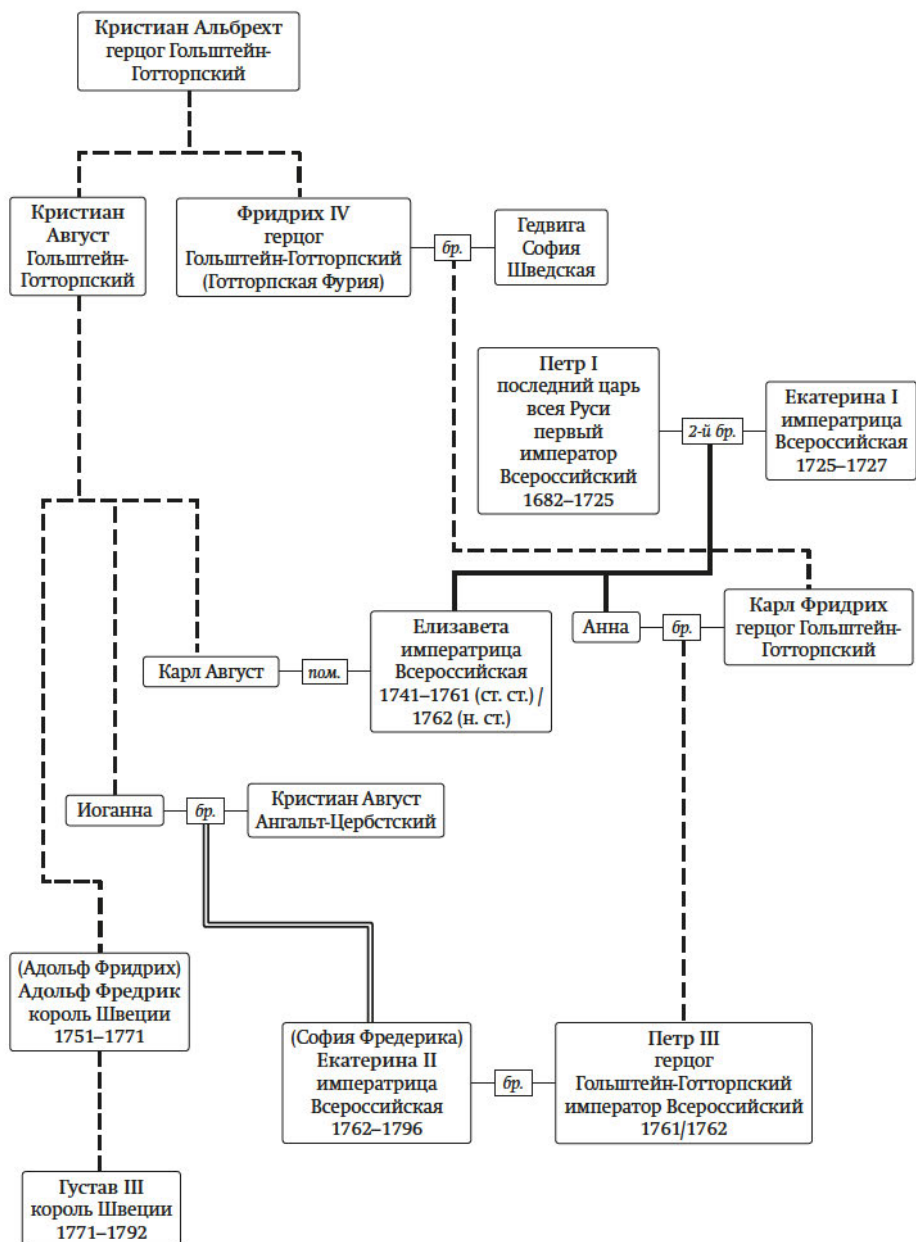 Кристиан Альбрехт
герцог Гольштейн-
Готторпский
Кристиан
Август
Гольштейн-
Готторпский
Фридрих IV
герцог
Гольштейн-Готторпский
(Готторпская Фурия)
бр.
Гедвига
София
Шведская
Петр I
последний царь
всея Руси
первый
император
Всероссийский
1682–1725
2-й бр.
Екатерина I
императрица
Всероссийская
1725–1727
Карл Август
пом.
Елизавета
императрица
Всероссийская
1741–1761 (ст. ст.) /
1762 (н. ст.)
Анна
бр.
Карл Фридрих
герцог Гольштейн-
Готторпский
Иоганна
бр.
Кристиан Август
Ангальт-Цербстский
(Адольф Фридрих)
Адольф Фредрик
король Швеции
1751–1771
(София Фредерика)
Екатерина II
императрица
Всероссийская
1762–1796
бр.
Петр III
герцог
Гольштейн-Готторпский
император Всероссийский
1761/1762
Густав III
король Швеции
1771–1792